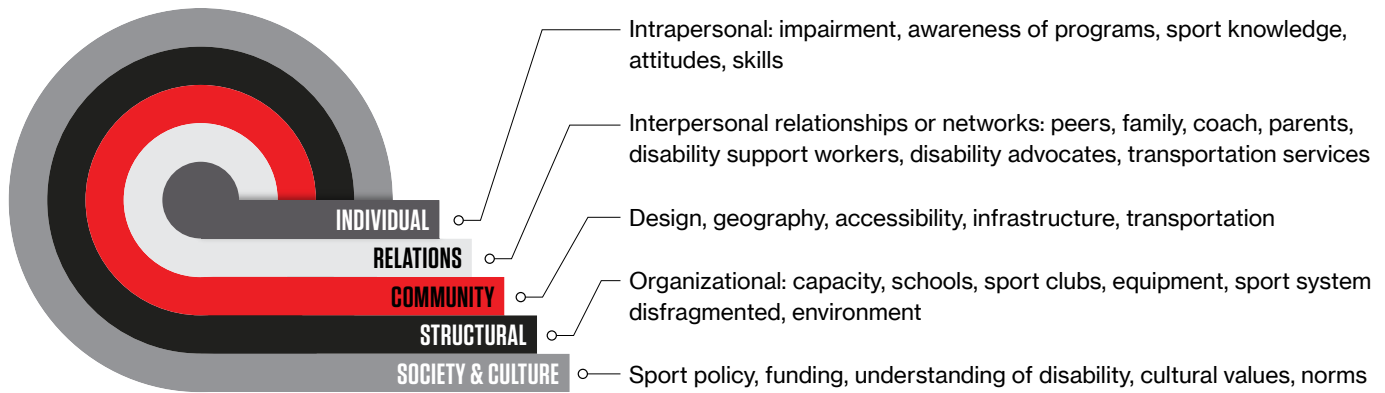 Intrapersonal: impairment, awareness of programs, sport knowledge,
attitudes, skills
Interpersonal relationships or networks: peers, family, coach, parents,
disability support workers, disability advocates, transportation services
INDIVIDUAL
Design, geography, accessibility, infrastructure, transportation
RELATIONS
Organizational: capacity, schools, sport clubs, equipment, sport system
disfragmented, environment
COMMUNITY
STRUCTURAL
SOCIETY & CULTURE
Sport policy, funding, understanding of disability, cultural values, norms